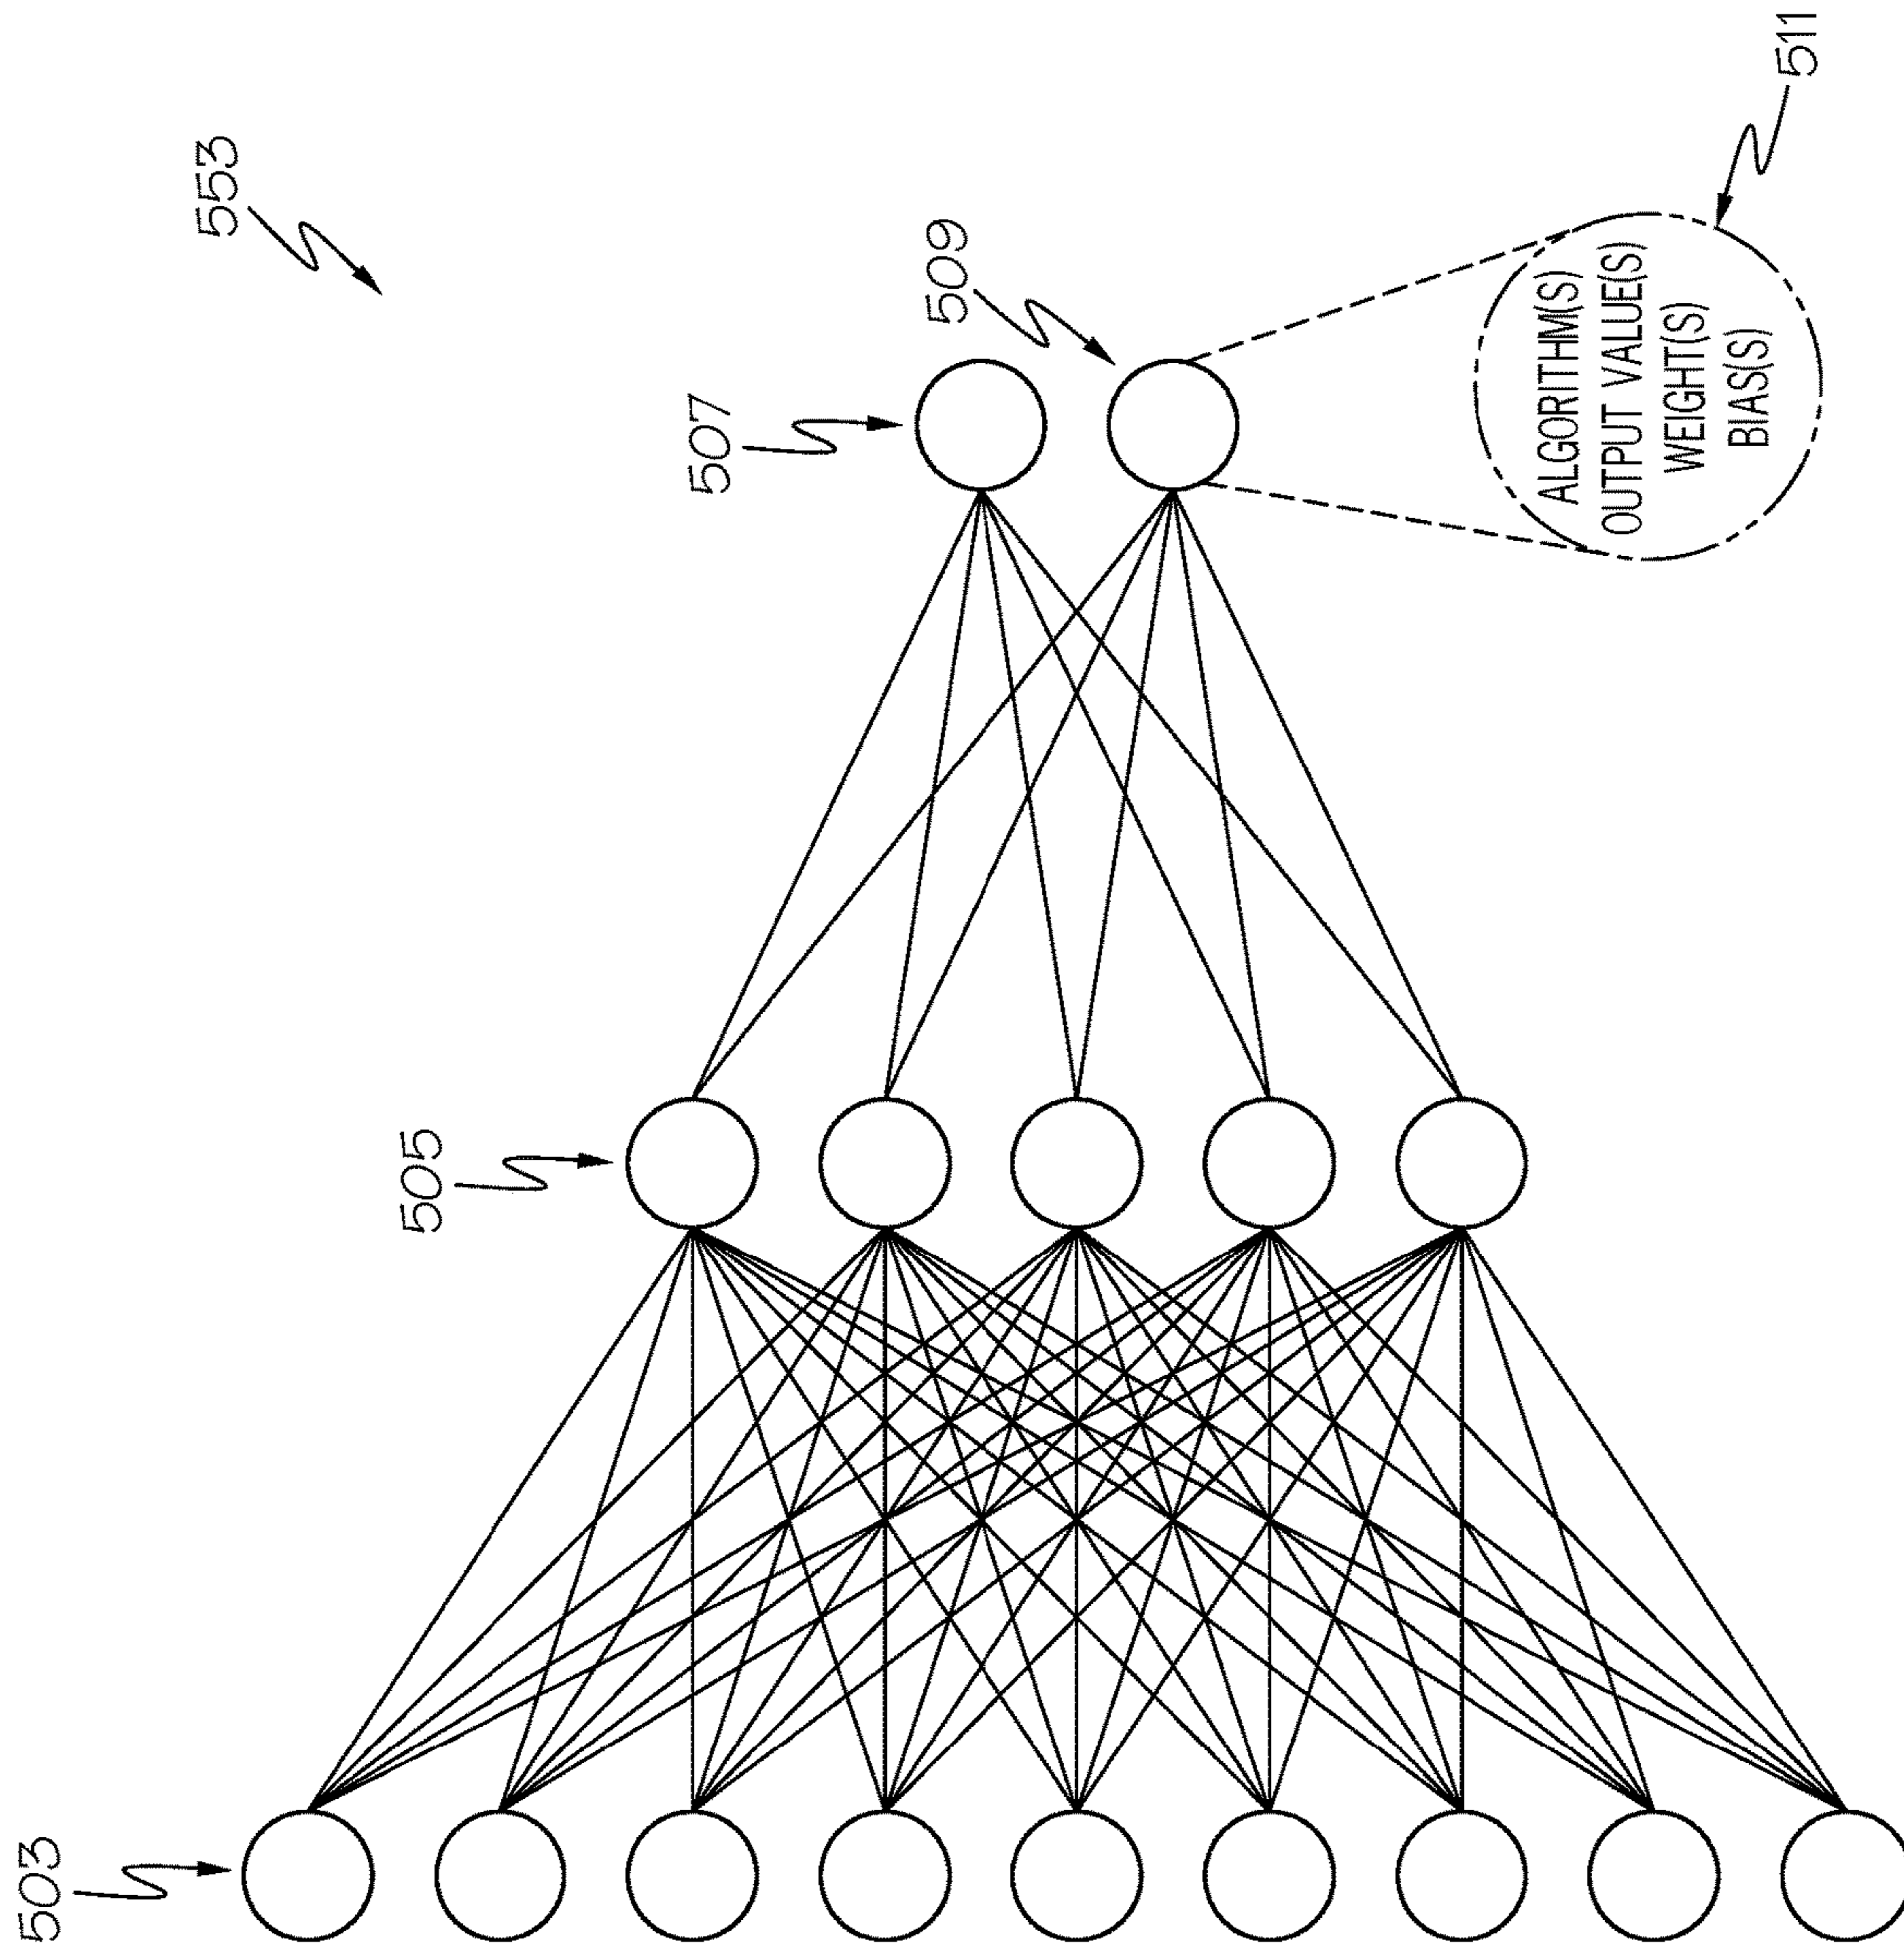 553
503
505
507
509
511
ALGORITHM(S)
OUTPUT VALUE(S)
WEIGHT(S)
BIAS(S)